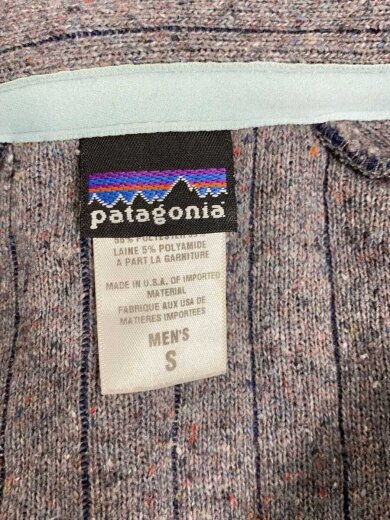 patagonia
LAINE 5% POLYAMIDE
A PART LA GARNITURE
MADE IN U.S.A. OF IMPORTED
MATERIAL
FABRIQUE AUX USA DE
MATIERES IMPORTEES
MEN'S
S